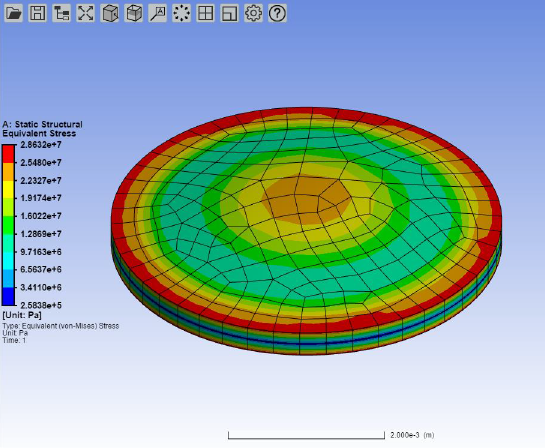 A: Static Structural
Equivalent Stress
2.8632e+7
2.5480e+7
2.2327e+7
1.9174e+7
1.6022e+7
1.2869e+7
9.7163e+6
6.5637e+6
3.4110e+6
2.5838e+5
[Unit: Pa]
Type: Equivalent (von-Mises) Stress
Unit: Pa
Time: 1
2.000e-3 (m)